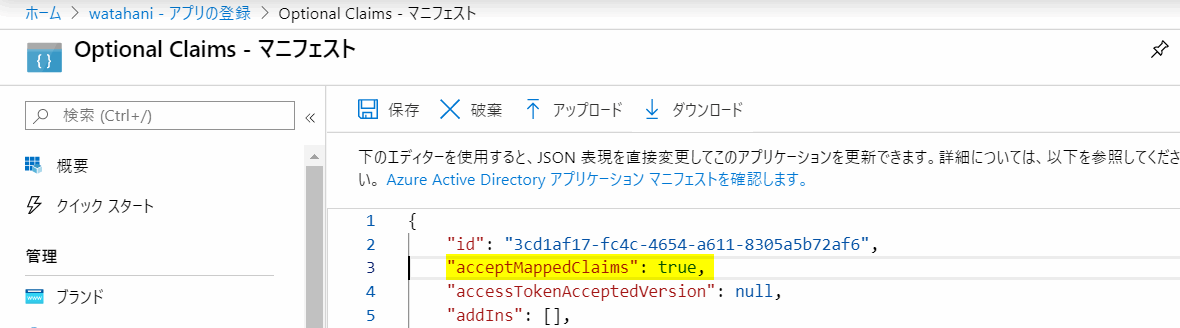 ホーム > watahani - アプリの登録 > Optional Claims - マニフェスト
Optional Claims - マニフェスト
検索 (Ctrl+/)
«
概要
クイック スタート
管理
ブランド
保存 破棄 アップロード ダウンロード
下のエディターを使用すると、JSON 表現を直接変更してこのアプリケーションを更新できます。詳細については、以下を参照してくださ
い。Azure Active Directory アプリケーション マニフェストを確認します。
1 {
2 "id": "3cd1af17-fc4c-4654-a611-8305a5b72af6",
3 "acceptMappedClaims": true,
4 "accessTokenAcceptedVersion": null,
5 "addIns": [],